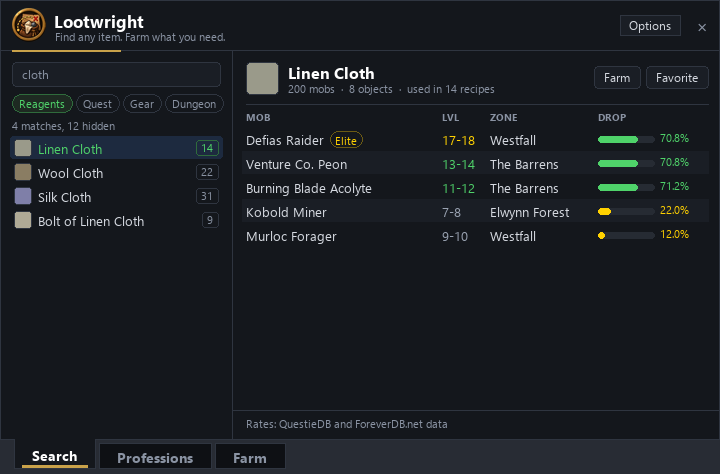 Lootwright
Find any item. Farm what you need.
Options ×
cloth
Reagents Quest Gear Dungeon
4 matches, 12 hidden
Linen Cloth 14
Wool Cloth 22
Silk Cloth 31
Bolt of Linen Cloth 9
Linen Cloth
200 mobs · 8 objects · used in 14 recipes
Farm Favorite
MOB LVL ZONE DROP
Defias Raider Elite 17-18 Westfall 70.8%
Venture Co. Peon 13-14 The Barrens 70.8%
Burning Blade Acolyte 11-12 The Barrens 71.2%
Kobold Miner 7-8 Elwynn Forest 22.0%
Murloc Forager 9-10 Westfall 12.0%
Rates: QuestieDB and ForeverDB.net data
Search Professions Farm